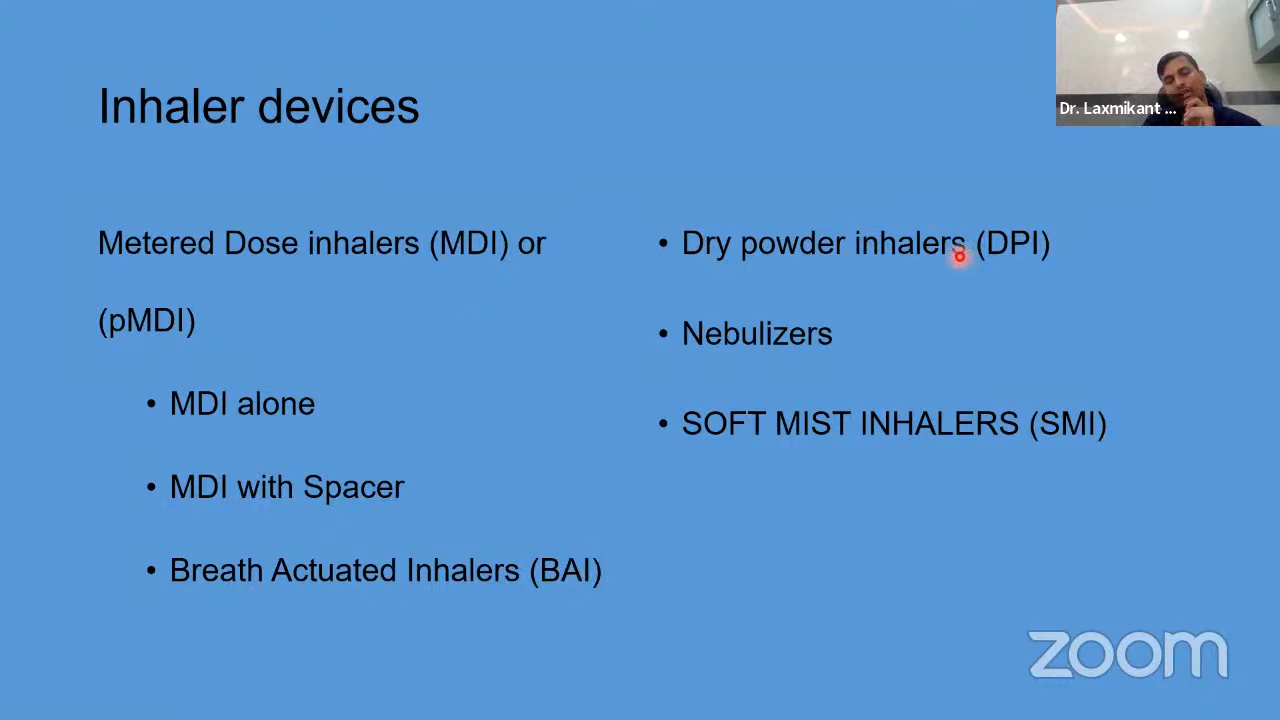 Inhaler devices
Dr. Laxmikant ...
Metered Dose inhalers (MDI) or
(pMDI)
• MDI alone
• MDI with Spacer
• Breath Actuated Inhalers (BAI)
• Dry powder inhalers (DPI)
• Nebulizers
• SOFT MIST INHALERS (SMI)
zoom